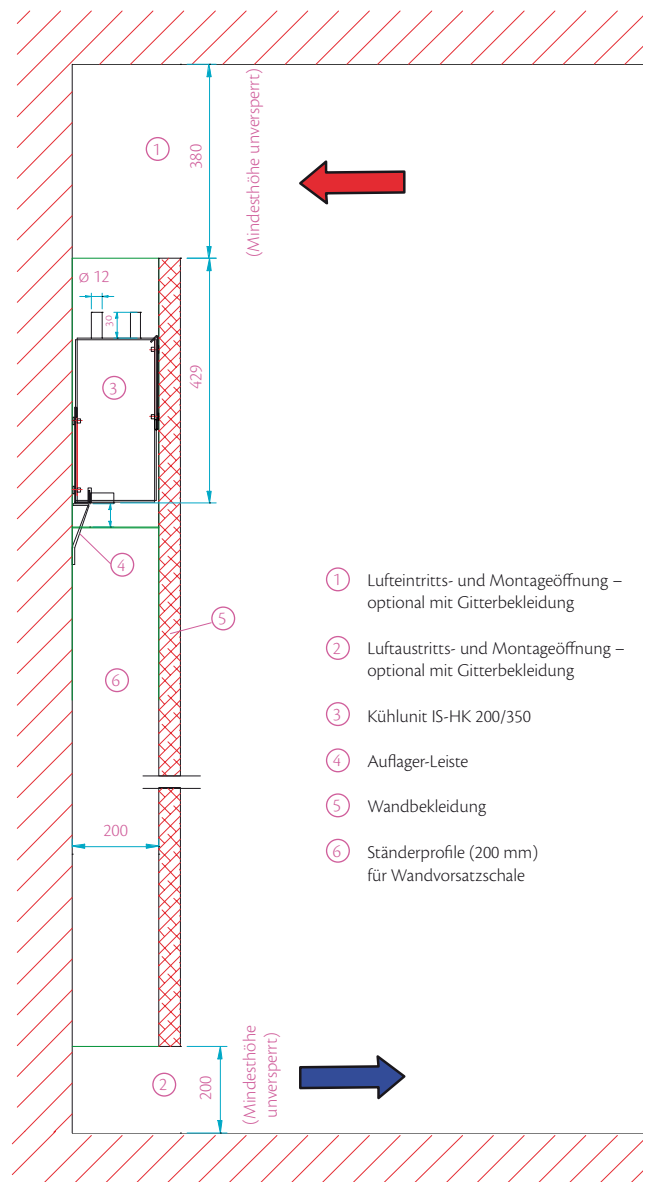 1
380
(Mindesthöhe unversperrt)
Ø 12
30
3
429
4
5
6
200
2
200
(Mindesthöhe
unversperrt)
1 Lufteintritts- und Montageöffnung –
optional mit Gitterbekleidung
2 Luftaustritts- und Montageöffnung –
optional mit Gitterbekleidung
3 Kühlunit IS-HK 200/350
4 Auflager-Leiste
5 Wandbekleidung
6 Ständerprofile (200 mm)
für Wandvorsatzschale